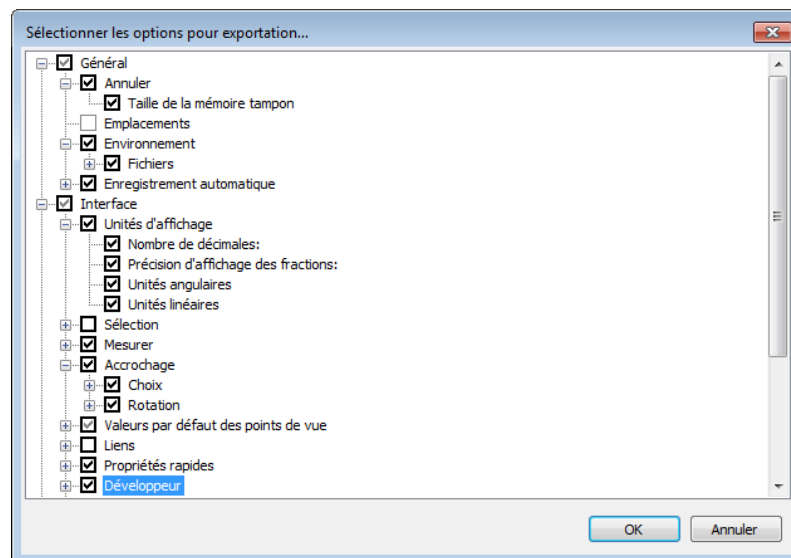 Sélectionner les options pour exportation...
Général
Annuler
Taille de la mémoire tampon
Emplacements
Environnement
Fichiers
Enregistrement automatique
Interface
Unités d'affichage
Nombre de décimales:
Précision d'affichage des fractions:
Unités angulaires
Unités linéaires
Sélection
Mesurer
Accrochage
Choix
Rotation
Valeurs par défaut des points de vue
Liens
Propriétés rapides
Développeur
OK Annuler